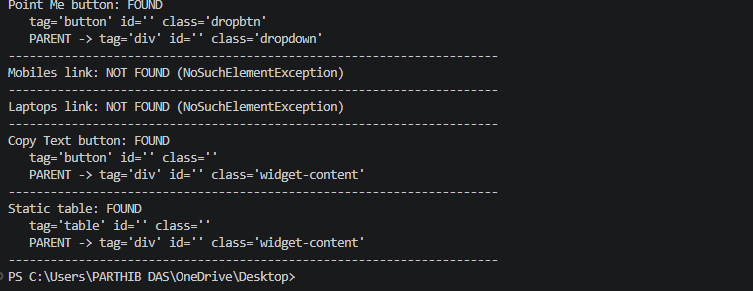 Point Me button: FOUND
tag='button' id='' class='dropbtn'
PARENT -> tag='div' id='' class='dropdown'
----------------------------------------------------------------------
Mobiles link: NOT FOUND (NoSuchElementException)
----------------------------------------------------------------------
Laptops link: NOT FOUND (NoSuchElementException)
----------------------------------------------------------------------
Copy Text button: FOUND
tag='button' id='' class=''
PARENT -> tag='div' id='' class='widget-content'
----------------------------------------------------------------------
Static table: FOUND
tag='table' id='' class=''
PARENT -> tag='div' id='' class='widget-content'
----------------------------------------------------------------------
PS C:\Users\PARTHIB DAS\OneDrive\Desktop>